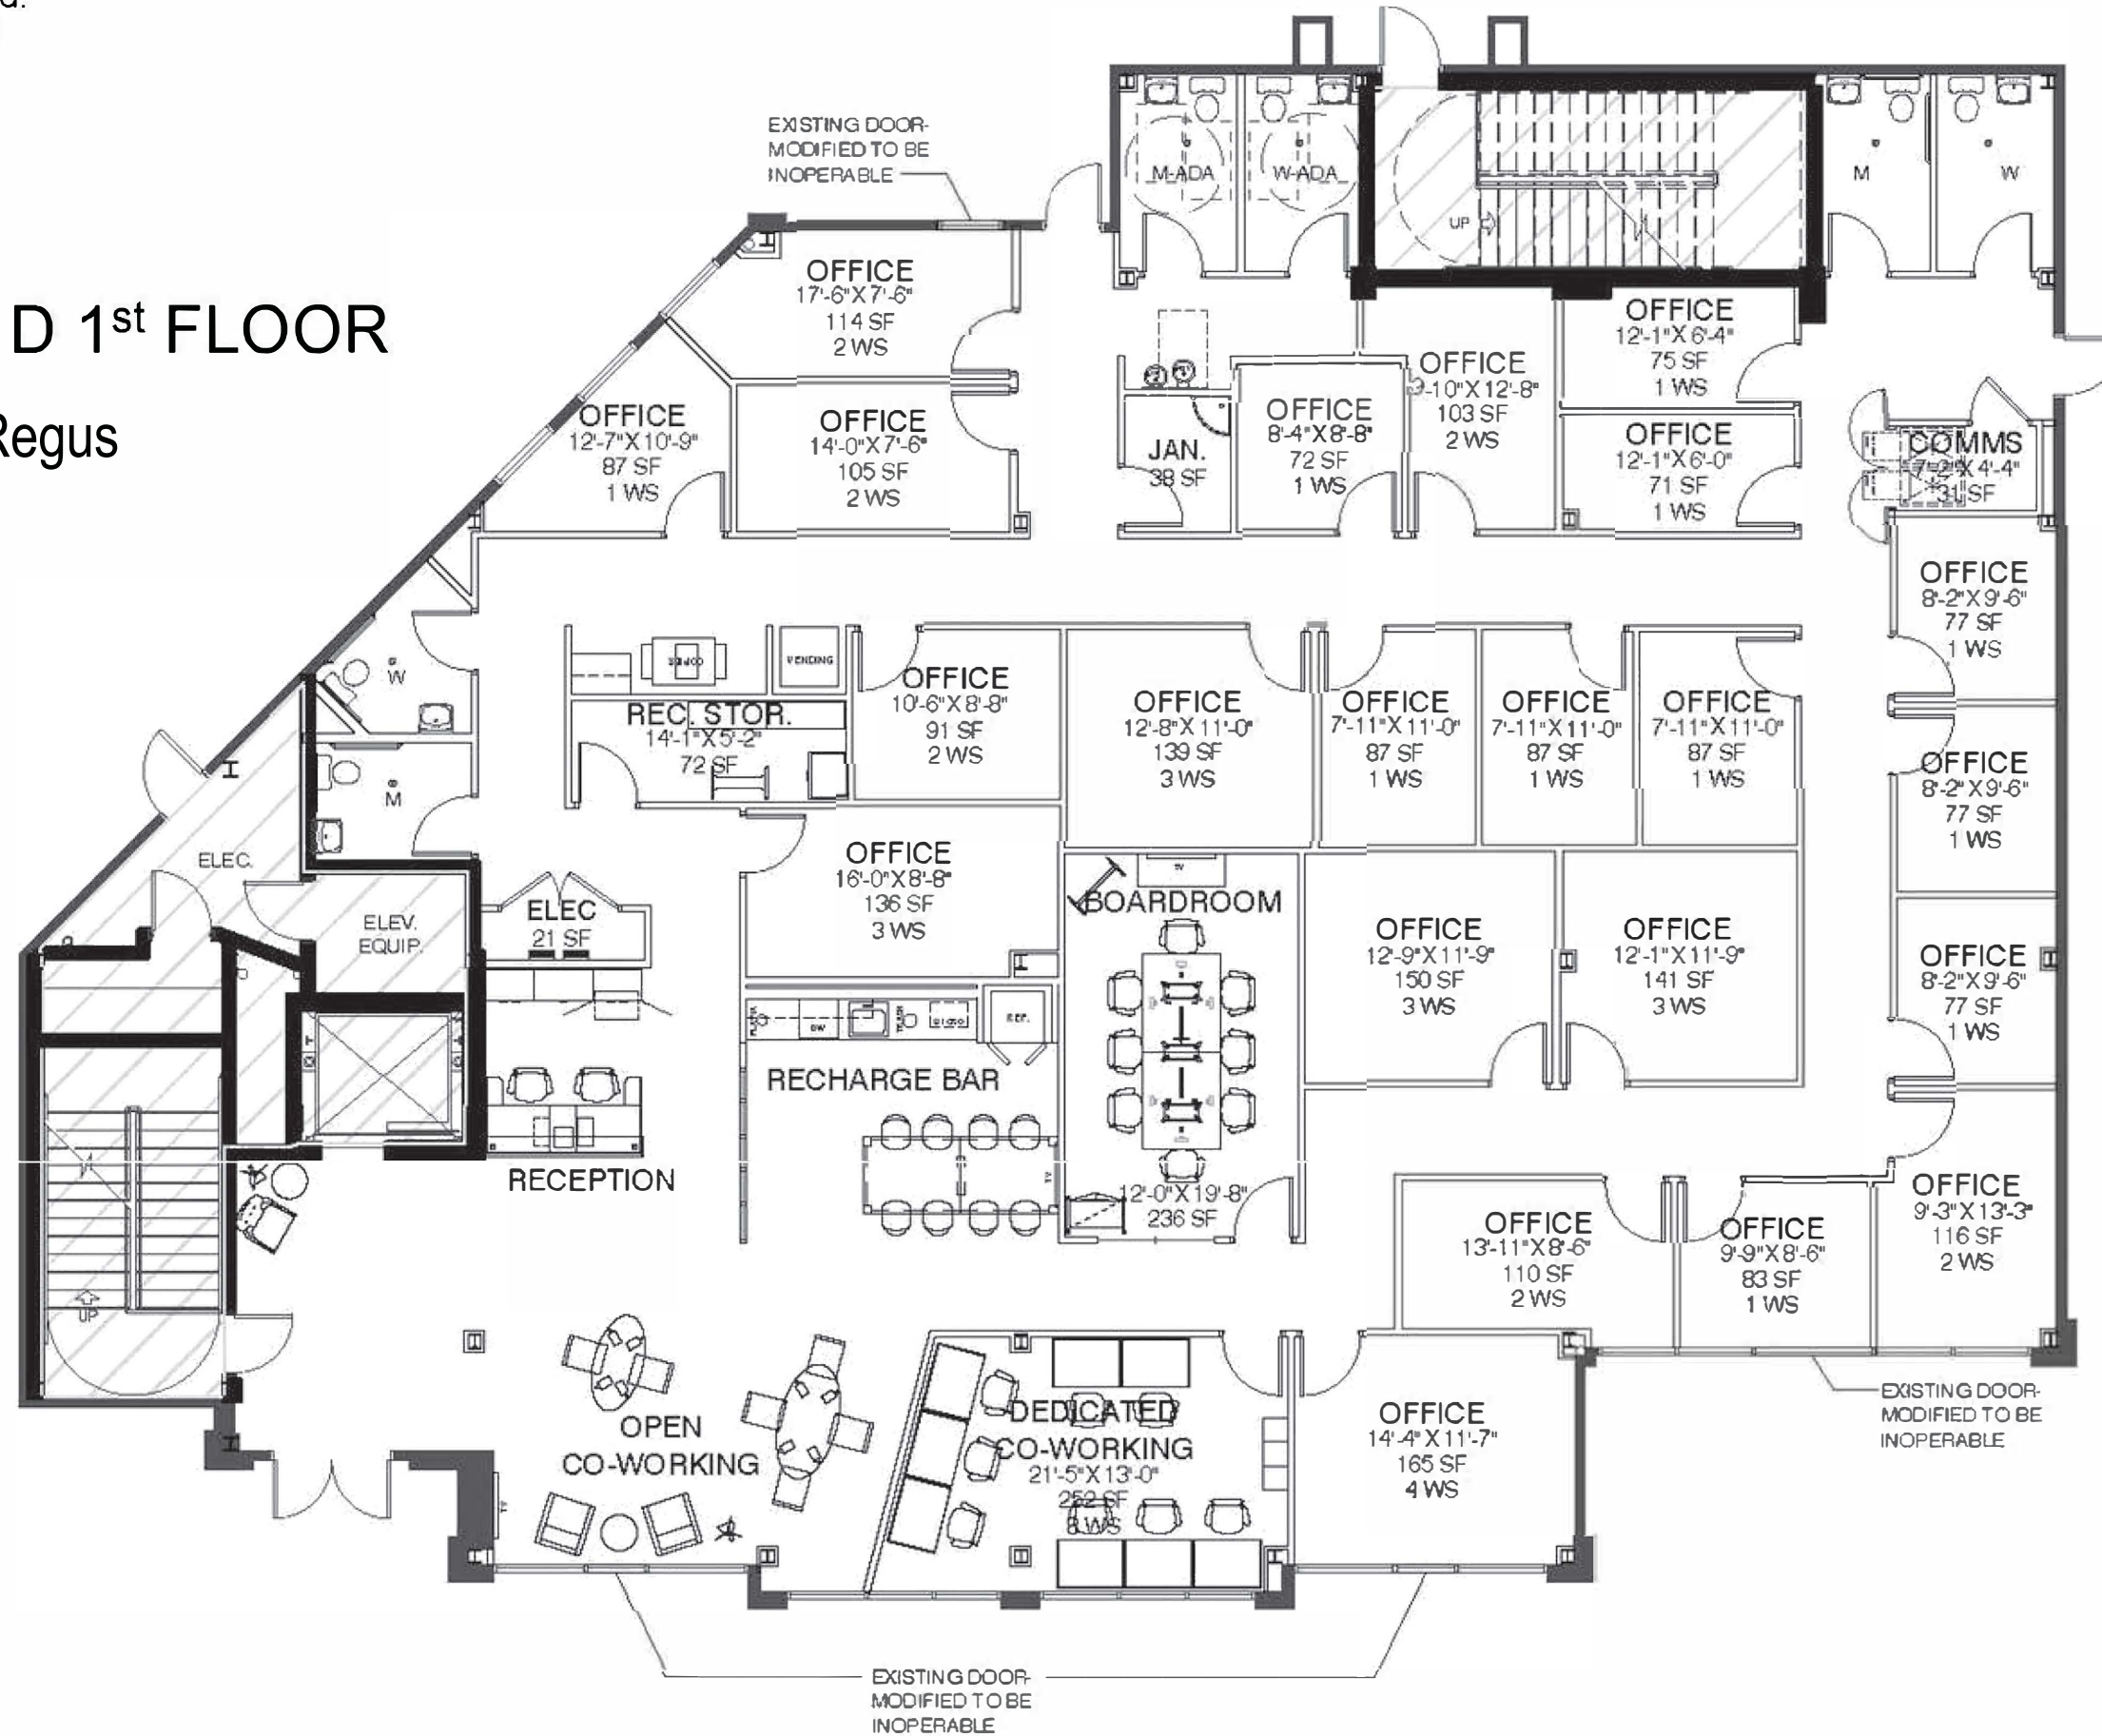 D 1st FLOOR
Regus
EXISTING DOOR-
MODIFIED TO BE
INOPERABLE
M-ADA
W-ADA
UP
M
W
OFFICE
17'-6"X7'-6"
114 SF
2 WS
OFFICE
12'-7"X10'-9"
87 SF
1 WS
OFFICE
14'-0"X7'-6"
105 SF
2 WS
JAN.
38 SF
OFFICE
8'-4"X8'-8"
72 SF
1 WS
OFFICE
9-10"X12'-8"
103 SF
2 WS
OFFICE
12'-1"X6'-4"
75 SF
1 WS
OFFICE
12'-1"X6'-0"
71 SF
1 WS
COMMS
7'-2"X4'-4"
31 SF
OFFICE
8'-2"X9'-6"
77 SF
1 WS
W
M
VENDING
REC. STOR.
14'-1"X5'-2"
72 SF
OFFICE
10'-6"X8'-8"
91 SF
2 WS
OFFICE
12'-8"X11'-0"
139 SF
3 WS
OFFICE
7'-11"X11'-0"
87 SF
1 WS
OFFICE
7'-11"X11'-0"
87 SF
1 WS
OFFICE
7'-11"X11'-0"
87 SF
1 WS
OFFICE
8'-2"X9'-6"
77 SF
1 WS
ELEC.
ELEV.
EQUIP.
ELEC
21 SF
OFFICE
16'-0"X8'-8"
136 SF
3 WS
TV
BOARDROOM
12'-0"X19'-8"
236 SF
OFFICE
12'-9"X11'-9"
150 SF
3 WS
OFFICE
12'-1"X11'-9"
141 SF
3 WS
OFFICE
8'-2"X9'-6"
77 SF
1 WS
DW
TRASH
REF.
RECHARGE BAR
TV
RECEPTION
UP
OFFICE
13'-11"X8'-6"
110 SF
2 WS
OFFICE
9'-9"X8'-6"
83 SF
1 WS
OFFICE
9'-3"X13'-3"
116 SF
2 WS
OPEN
CO-WORKING
TV
DEDICATED
CO-WORKING
21'-5"X13'-0"
252 SF
8 WS
OFFICE
14'-4"X11'-7"
165 SF
4 WS
EXISTING DOOR-
MODIFIED TO BE
INOPERABLE
EXISTING DOOR-
MODIFIED TO BE
INOPERABLE